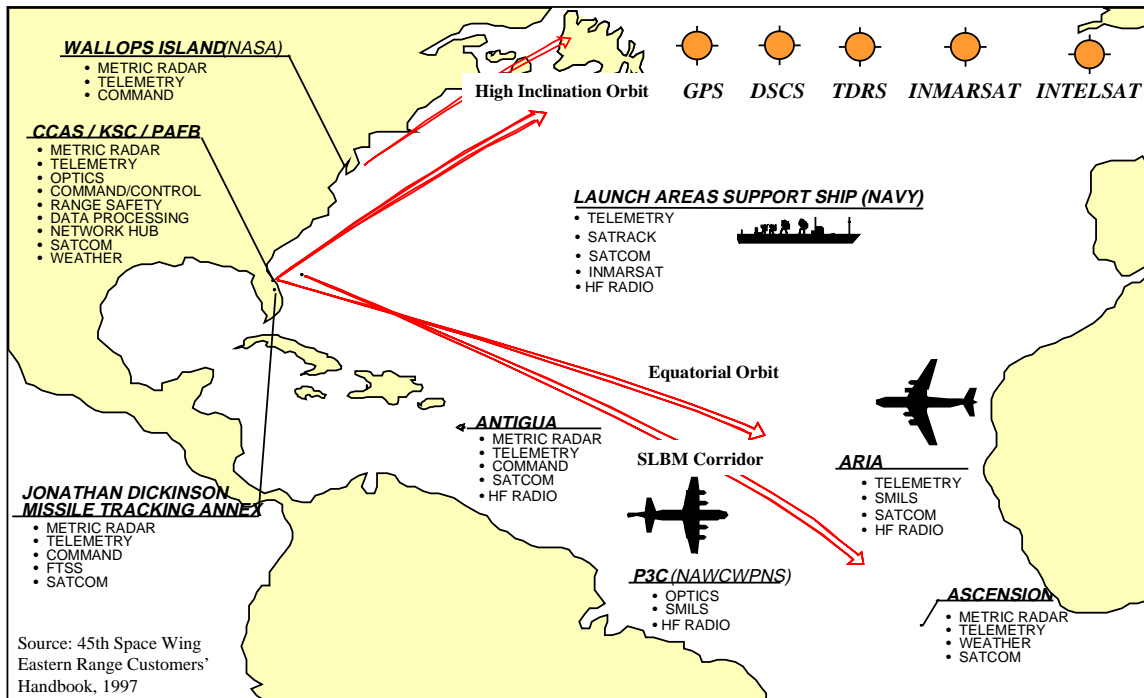 WALLOPS ISLAND(NASA)
• METRIC RADAR
• TELEMETRY
• COMMAND
High Inclination Orbit
GPS
DSCS
TDRS
INMARSAT
INTELSAT
CCAS / KSC / PAFB
• METRIC RADAR
• TELEMETRY
• OPTICS
• COMMAND/CONTROL
• RANGE SAFETY
• DATA PROCESSING
• NETWORK HUB
• SATCOM
• WEATHER
LAUNCH AREAS SUPPORT SHIP (NAVY)
• TELEMETRY
• SATRACK
• SATCOM
• INMARSAT
• HF RADIO
Equatorial Orbit
ANTIGUA
• METRIC RADAR
• TELEMETRY
• COMMAND
• SATCOM
• HF RADIO
SLBM Corridor
ARIA
• TELEMETRY
• SMILS
• SATCOM
• HF RADIO
JONATHAN DICKINSON
MISSILE TRACKING ANNEX
• METRIC RADAR
• TELEMETRY
• COMMAND
• FTSS
• SATCOM
P3C (NAWCWPNS)
• OPTICS
• SMILS
• HF RADIO
ASCENSION
• METRIC RADAR
• TELEMETRY
• WEATHER
• SATCOM
Source: 45th Space Wing
Eastern Range Customers’
Handbook, 1997